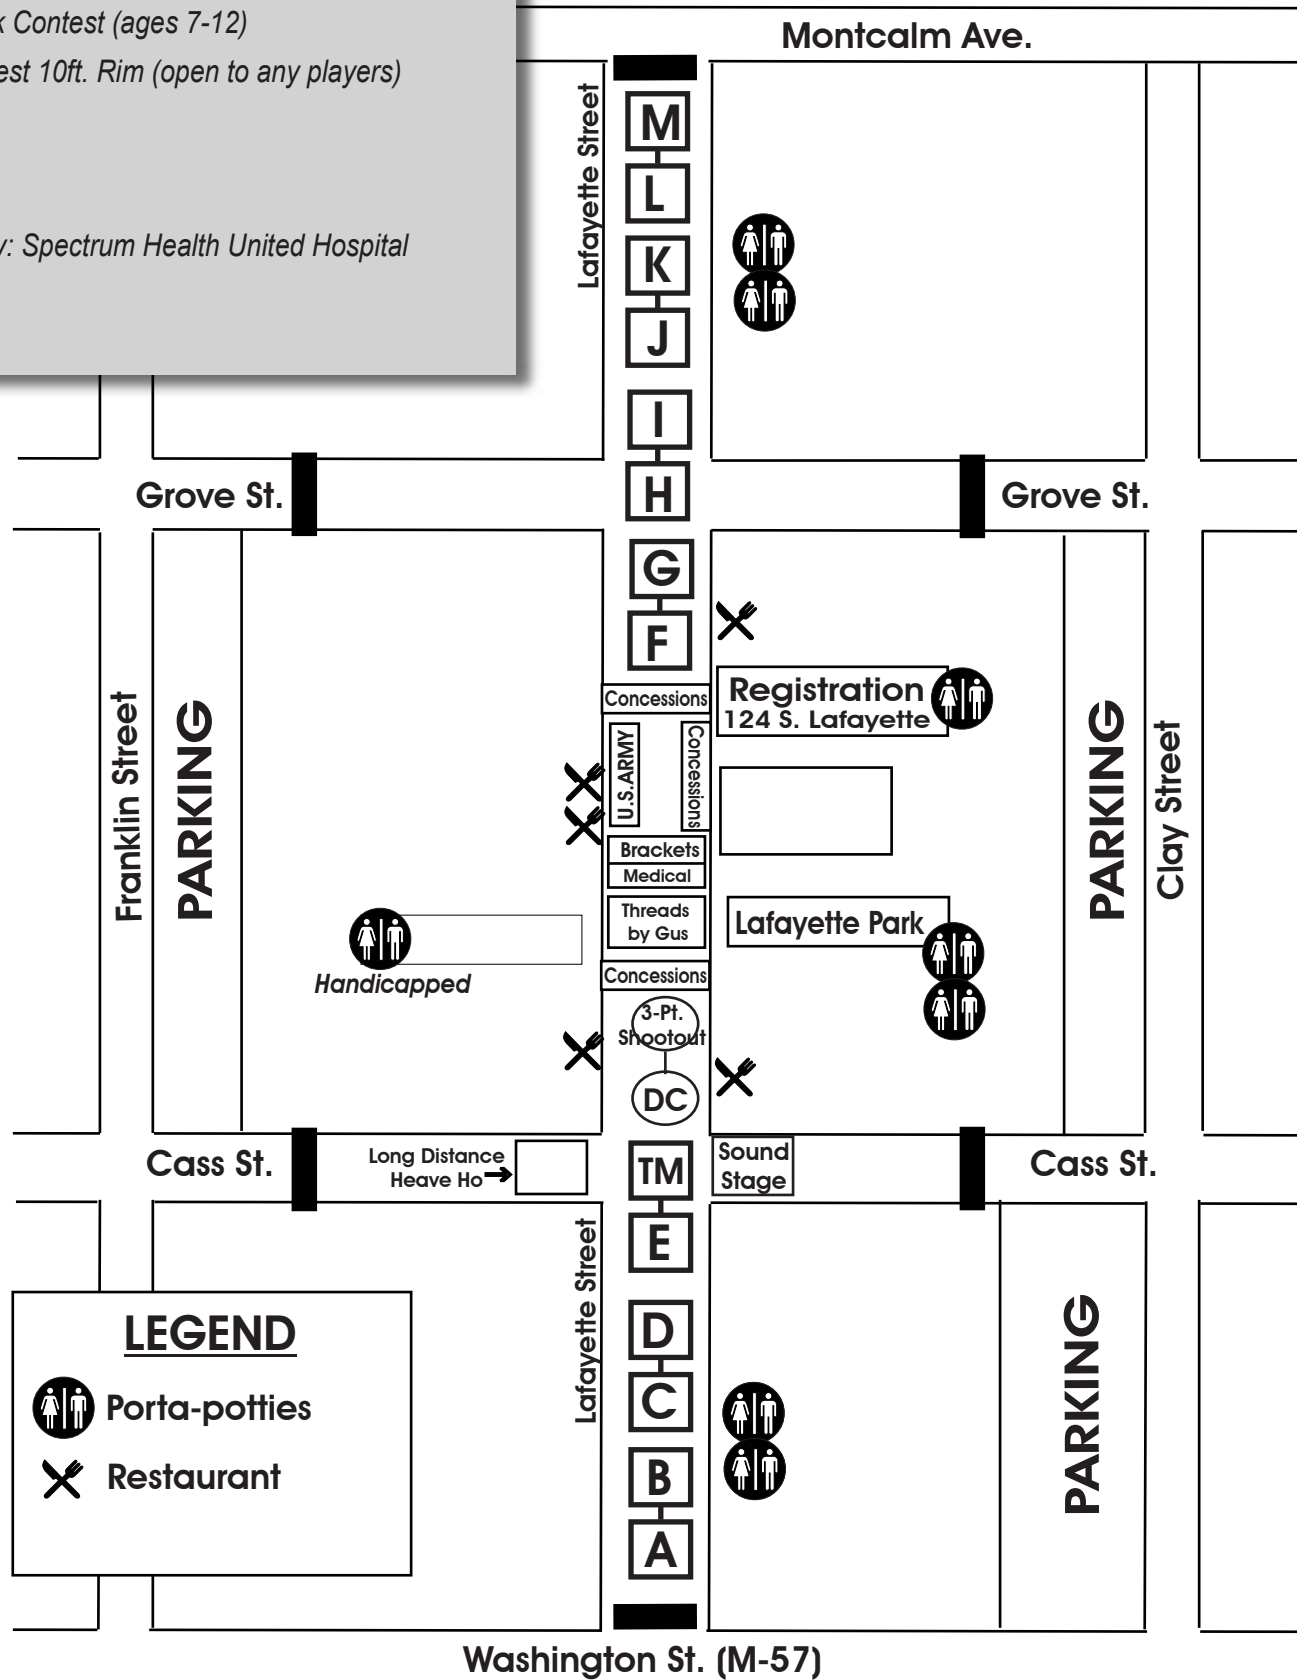 k Contest (ages 7-12)
est 10ft. Rim (open to any players)
y: Spectrum Health United Hospital
Montcalm Ave.
Lafayette Street
M
L
K
J
I
H
Grove St.
Grove St.
G
F
Concessions
Registration
124 S. Lafayette
U.S.ARMY
Concessions
Franklin Street
PARKING
PARKING
Clay Street
Brackets
Medical
Threads
by Gus
Lafayette Park
Handicapped
Concessions
3-Pt.
Shootout
DC
Cass St.
Long Distance
Heave Ho
TM
Sound
Stage
Cass St.
E
Lafayette Street
D
C
B
A
PARKING
LEGEND
Porta-potties
Restaurant
Washington St. (M-57)